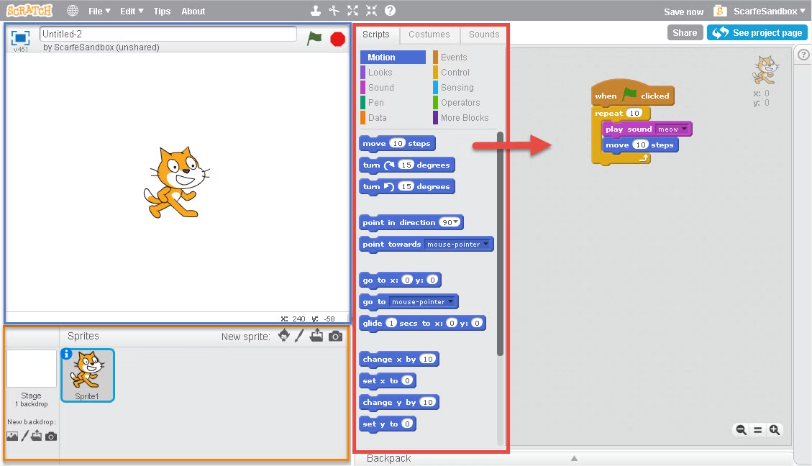 SCRATCH File Edit Tips About Save now ScarfeSandbox
Share See project page
Untitled-2
by ScarfeSandbox (unshared)
v461
X: 240 y: -58
Sprites New sprite:
Stage
1 backdrop
New backdrop:
Sprite1
Scripts Costumes Sounds
Motion Events
Looks Control
Sound Sensing
Pen Operators
Data More Blocks
move 10 steps
turn 15 degrees
turn 15 degrees
point in direction 90
point towards mouse-pointer
go to x: 0 y: 0
go to mouse-pointer
glide 1 secs to x: 0 y: 0
change x by 10
set x to 0
change y by 10
set y to 0
when clicked
repeat 10
play sound meow
move 10 steps
x: 0
y: 0
Backpack